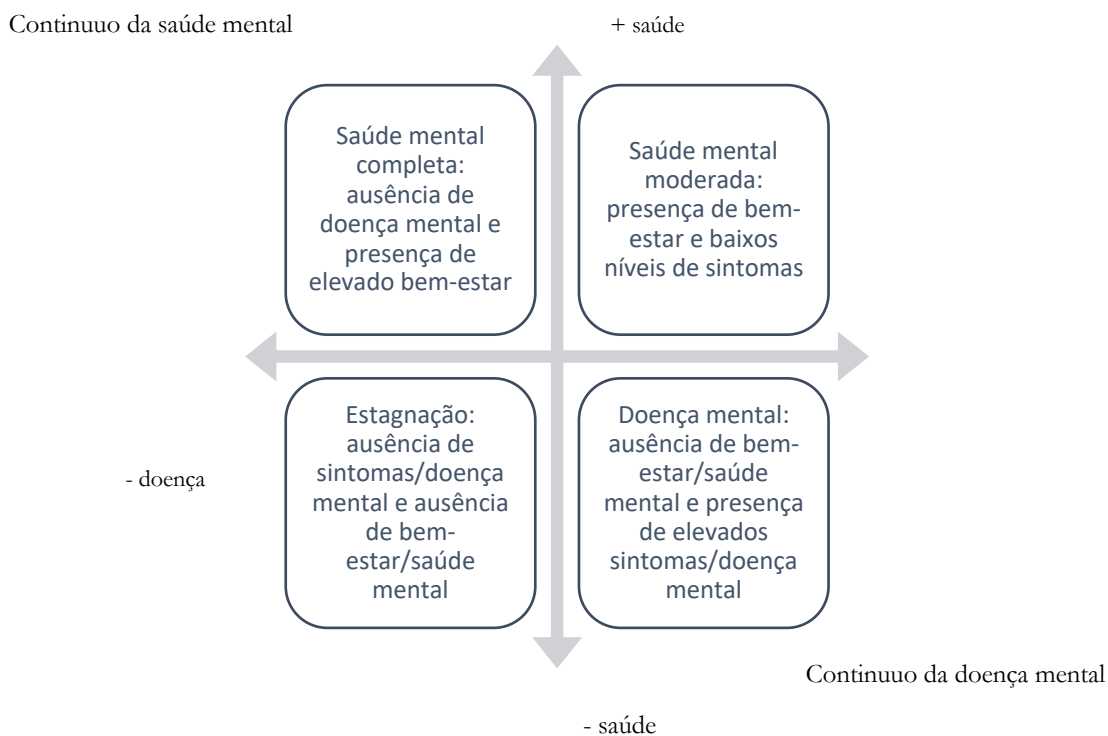 Continuuo da saúde mental
+ saúde
Saúde mental
completa:
ausência de
doença mental e
presença de
elevado bem-estar
Saúde mental
moderada:
presença de bem-
estar e baixos
níveis de sintomas
Estagnação:
ausência de
sintomas/doença
mental e ausência
de bem-
estar/saúde
mental
Doença mental:
ausência de bem-
estar/saúde
mental e presença
de elevados
sintomas/doença
mental
- doença
Continuuo da doença mental
- saúde